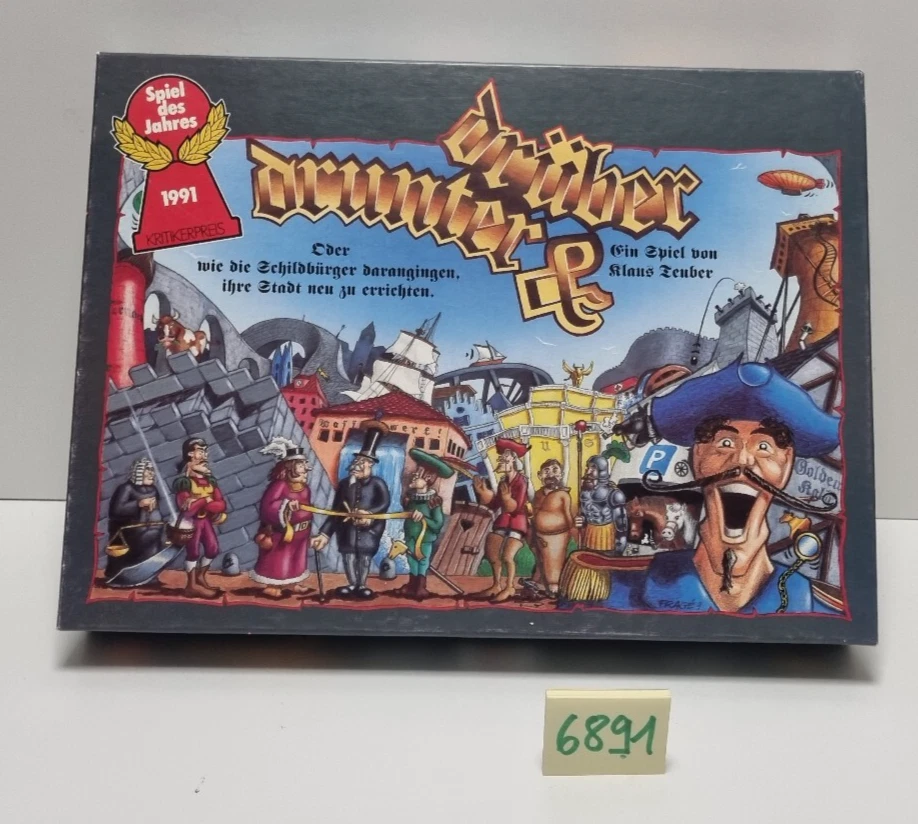 Spiel
des
Jahres
1991
KRITIKERPREIS
drunter
&
drüber
Oder
wie die Schildbürger darangingen,
ihre Stadt neu zu errichten.
Ein Spiel von
Klaus Teuber
P
Golden
6891